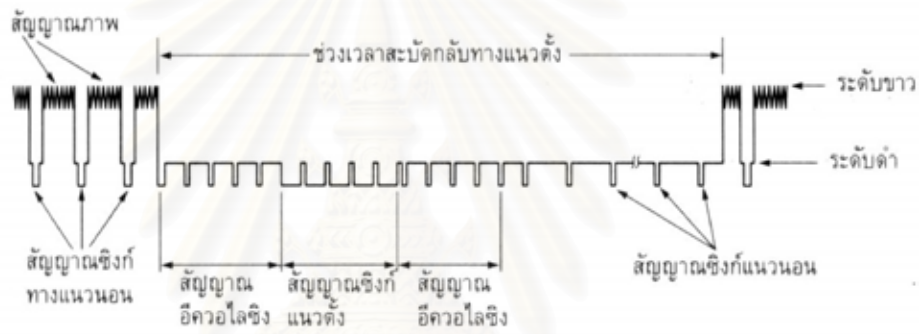 สัญญาณภาพ
ช่วงเวลาสะบัดกลับทางแนวตั้ง
ระดับขาว
ระดับดำ
สัญญาณซิงก์
ทางแนวนอน
สัญญาณ
อีควอไลซิง
สัญญาณซิงก์
แนวตั้ง
สัญญาณ
อีควอไลซิง
สัญญาณซิงก์แนวนอน